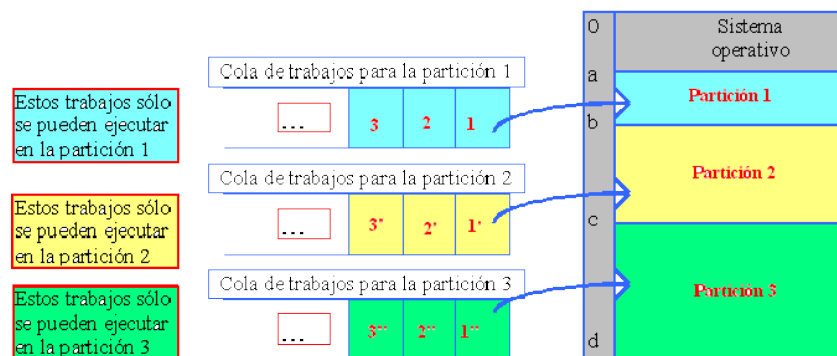 0
Sistema
operativo
Cola de trabajos para la partición 1
a
Estos trabajos sólo
se pueden ejecutar
en la partición 1
...
3 2 1
Partición 1
b
Cola de trabajos para la partición 2
Partición 2
Estos trabajos sólo
se pueden ejecutar
en la partición 2
...
3' 2' 1'
c
Cola de trabajos para la partición 3
Estos trabajos sólo
se pueden ejecutar
en la partición 3
...
3'' 2'' 1''
Partición 3
d